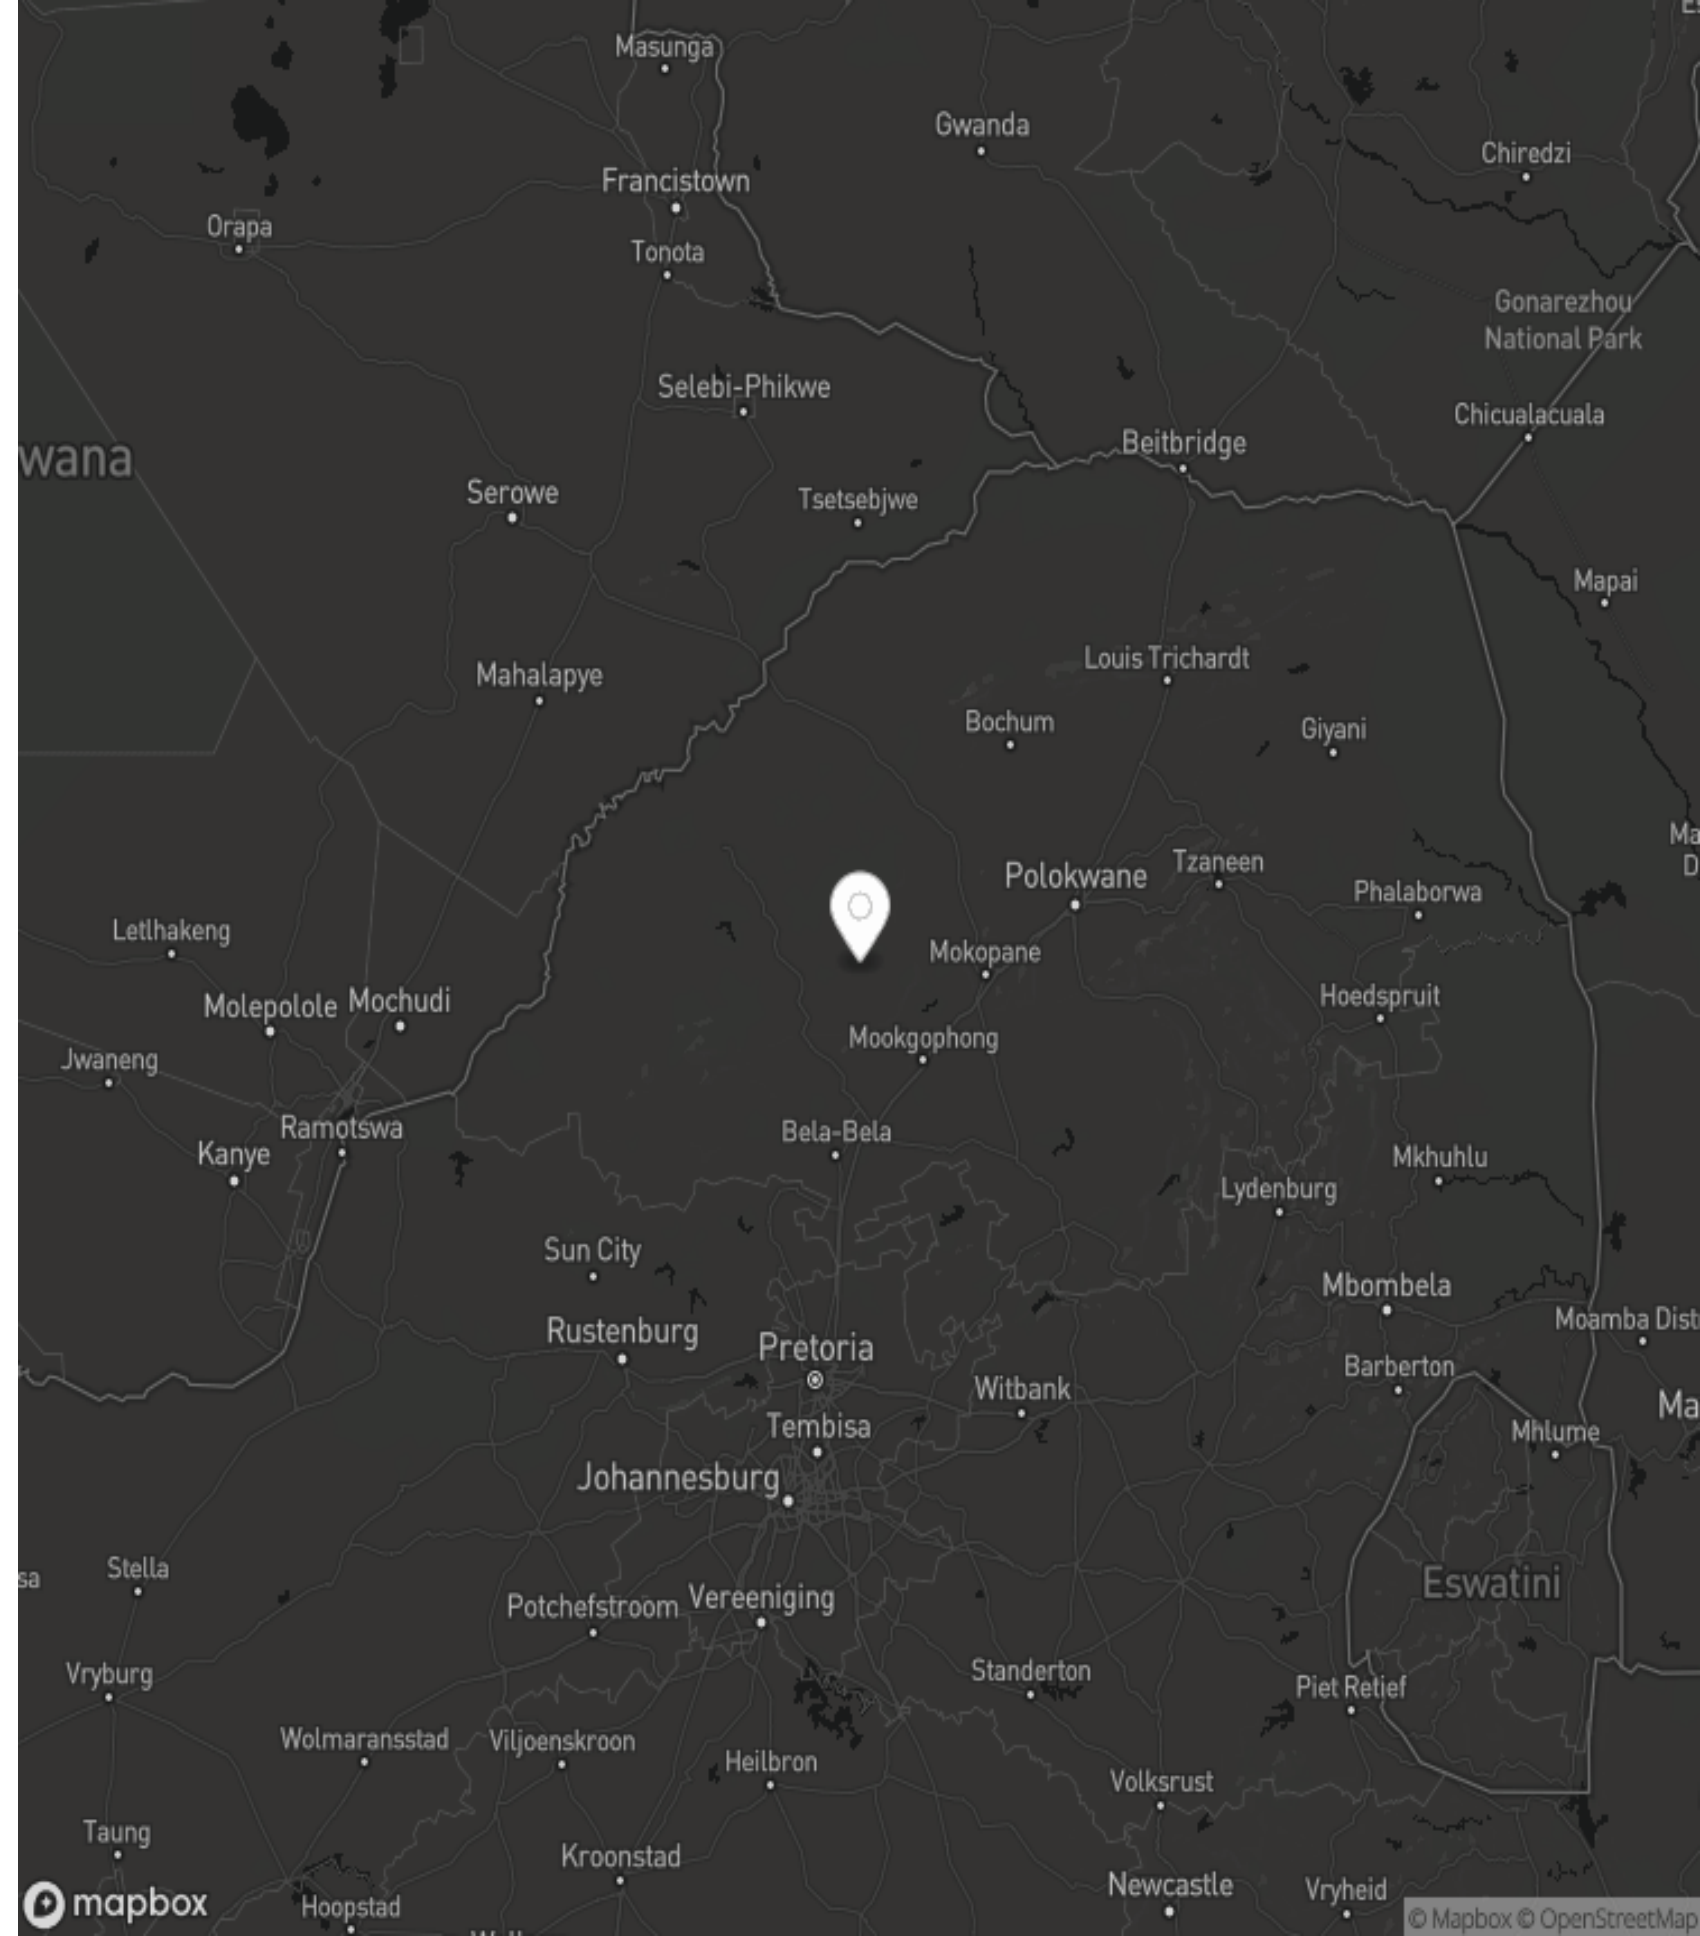 Masunga
Gwanda
Chiredzi
Francistown
Orapa
Tonota
Gonarezhou
National Park
Selebi-Phikwe
Chicualacuala
Beitbridge
wana
Serowe
Tsetsebjwe
Mapai
Louis Trichardt
Mahalapye
Bochum
Giyani
Ma
D
Polokwane
Tzaneen
Phalaborwa
Letlhakeng
Mokopane
Hoedspruit
Molepolole
Mochudi
Mookgophong
Jwaneng
Ramotswa
Bela-Bela
Kanye
Mkhuhlu
Lydenburg
Sun City
Mbombela
Moamba Dist
Rustenburg
Pretoria
Barberton
Witbank
Ma
Tembisa
Mhlume
Johannesburg
Stella
sa
Eswatini
Potchefstroom
Vereeniging
Vryburg
Standerton
Piet Retief
Wolmaransstad
Viljoenskroon
Heilbron
Volksrust
Taung
Kroonstad
Newcastle
Vryheid
mapbox
Hoopstad
© Mapbox © OpenStreetMap